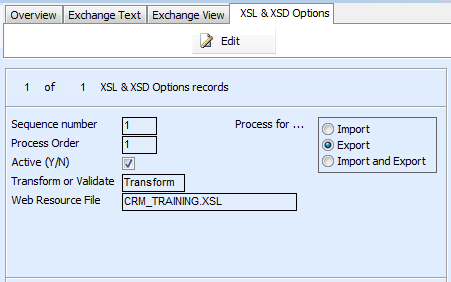 Overview Exchange Text Exchange View XSL & XSD Options
Edit
1 of 1 XSL & XSD Options records
Sequence number 1 Process for ... Import
Process Order 1 Export
Active (Y/N) Import and Export
Transform or Validate Transform
Web Resource File CRM_TRAINING.XSL